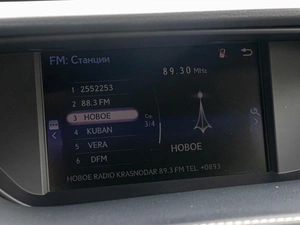 FM: Станции
89.30 MHz
1 2552253
2 88.3 FM
3 НОВОЕ
4 KUBAN
5 VERA
6 DFM
Сп
3/4
НОВОЕ
НОВОЕ RADIO KRASNODAR 89.3 FM TEL. +0893